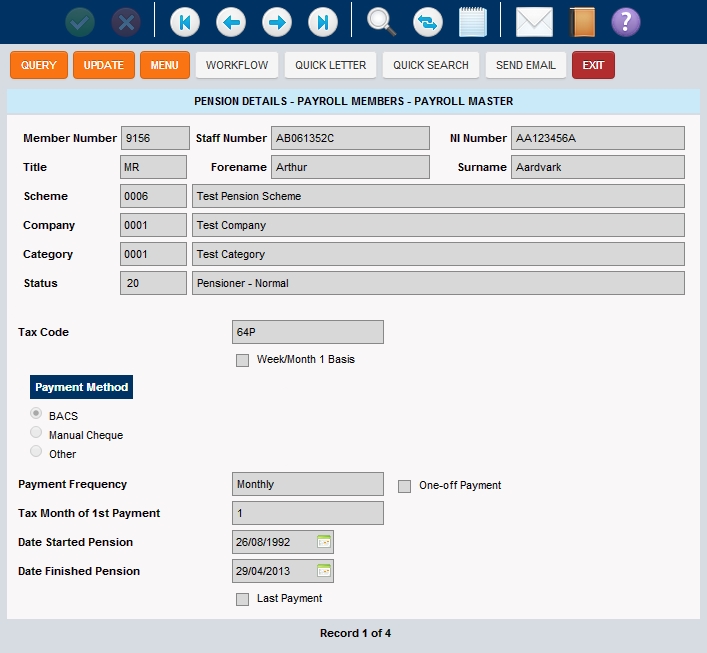 ?
QUERY UPDATE MENU WORKFLOW QUICK LETTER QUICK SEARCH SEND EMAIL EXIT
PENSION DETAILS - PAYROLL MEMBERS - PAYROLL MASTER
Member Number 9156 Staff Number AB061352C NI Number AA123456A
Title MR Forename Arthur Surname Aardvark
Scheme 0006 Test Pension Scheme
Company 0001 Test Company
Category 0001 Test Category
Status 20 Pensioner - Normal
Tax Code 64P
Week/Month 1 Basis
Payment Method
BACS
Manual Cheque
Other
Payment Frequency Monthly One-off Payment
Tax Month of 1st Payment 1
Date Started Pension 26/08/1992
Date Finished Pension 29/04/2013
Last Payment
Record 1 of 4